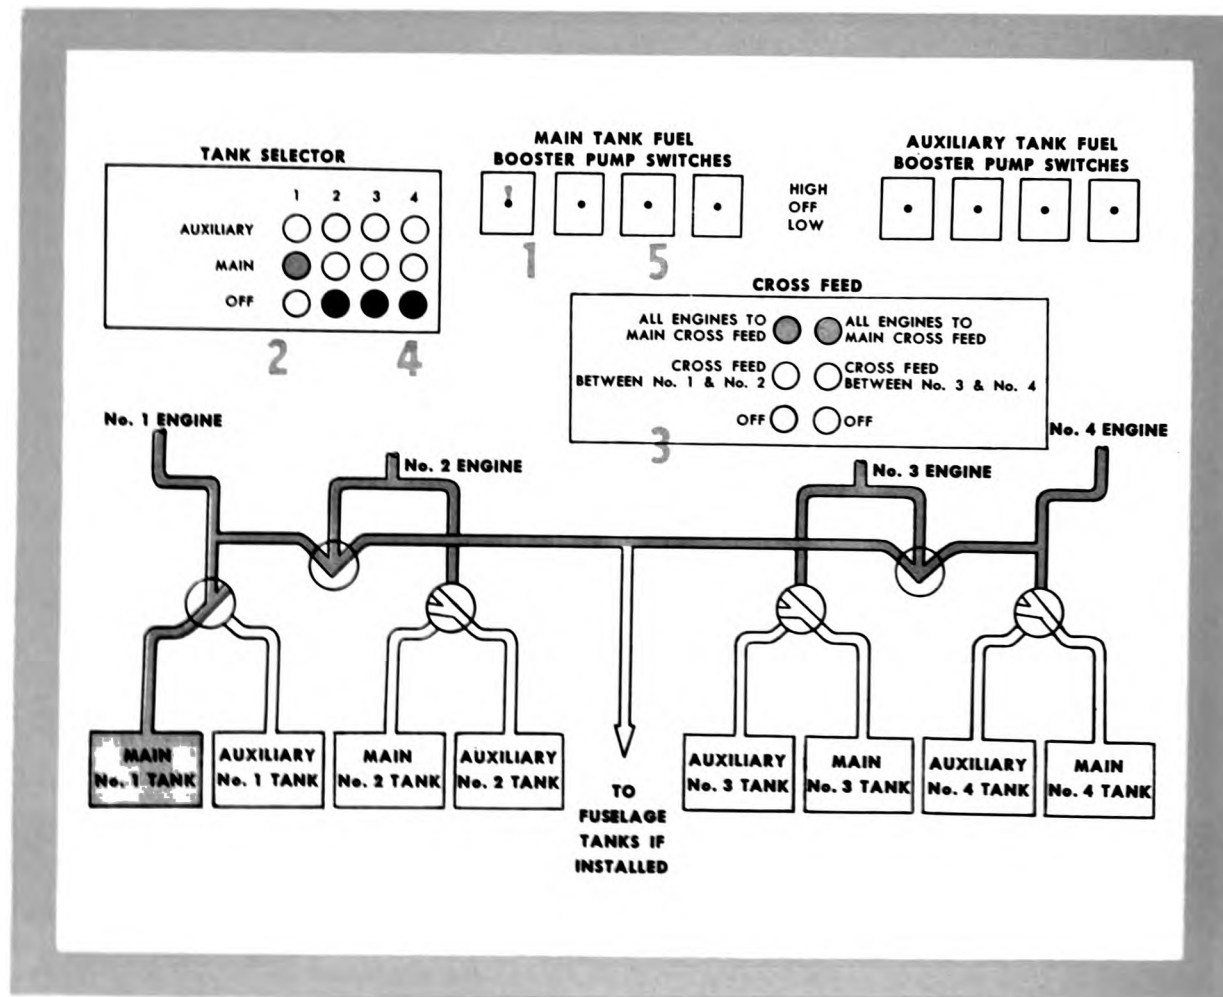 TANK SELECTOR
1 2 3 4
AUXILIARY
MAIN
OFF
2 4
MAIN TANK FUEL
BOOSTER PUMP SWITCHES
1 5
HIGH
OFF
LOW
AUXILIARY TANK FUEL
BOOSTER PUMP SWITCHES
CROSS FEED
ALL ENGINES TO
MAIN CROSS FEED
ALL ENGINES TO
MAIN CROSS FEED
CROSS FEED
BETWEEN No. 1 & No. 2
CROSS FEED
BETWEEN No. 3 & No. 4
OFF
OFF
3
No. 1 ENGINE
No. 2 ENGINE
No. 3 ENGINE
No. 4 ENGINE
MAIN
No. 1 TANK
AUXILIARY
No. 1 TANK
MAIN
No. 2 TANK
AUXILIARY
No. 2 TANK
TO
FUSELAGE
TANKS IF
INSTALLED
AUXILIARY
No. 3 TANK
MAIN
No. 3 TANK
AUXILIARY
No. 4 TANK
MAIN
No. 4 TANK